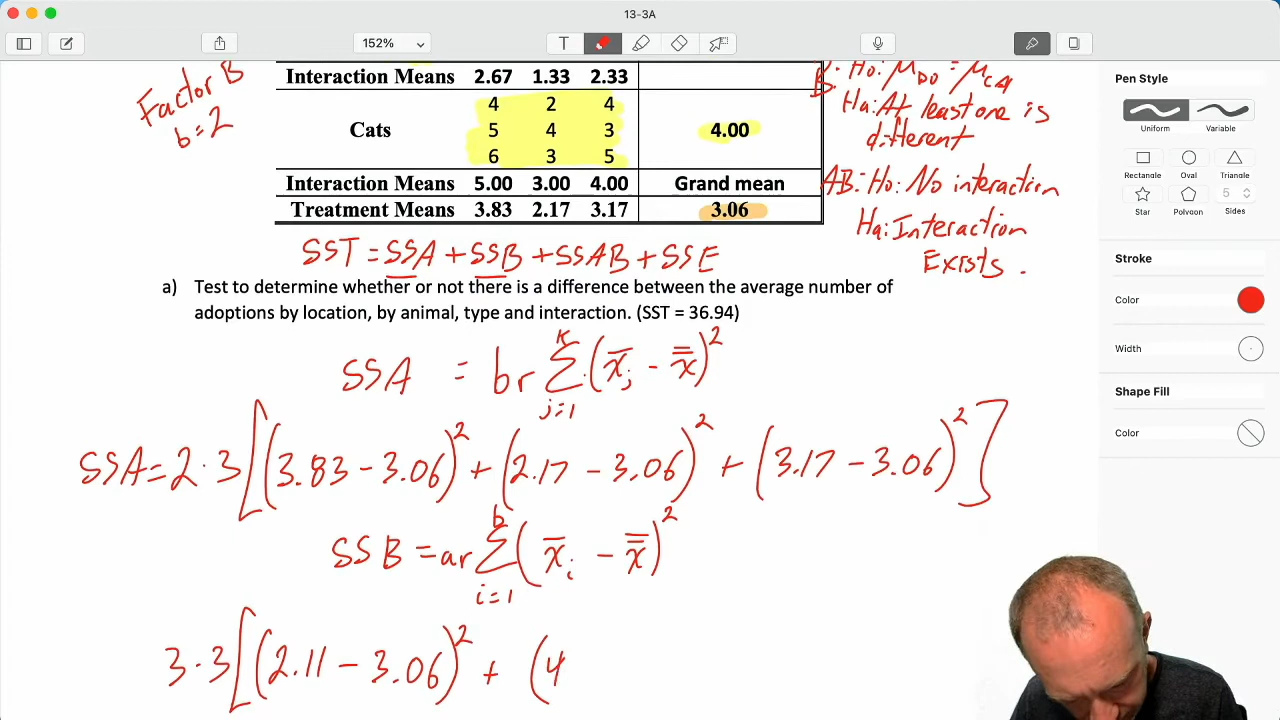 13-3A
152%
T
Factor B
b=2
Interaction Means 2.67 1.33 2.33
Cats
4 2 4
5 4 3
6 3 5
4.00
Interaction Means 5.00 3.00 4.00 Grand mean
Treatment Means 3.83 2.17 3.17 3.06
B: Ho: μDO = μCA
Ha: At least one is
different
AB: Ho: No interaction
Ha: Interaction
Exists.
SST = SSA + SSB + SSAB + SSE
a) Test to determine whether or not there is a difference between the average number of
adoptions by location, by animal, type and interaction. (SST = 36.94)
SSA = br Σ (x̄j - x̿)²
j=1
SSA = 2·3[(3.83 - 3.06)² + (2.17 - 3.06)² + (3.17 - 3.06)²]
b
SSB = ar Σ (x̄i - x̿)²
i=1
3·3[(2.11 - 3.06)² + (4
Pen Style
Uniform Variable
Rectangle Oval Triangle
Star Polygon 5 Sides
Stroke
Color
Width
Shape Fill
Color